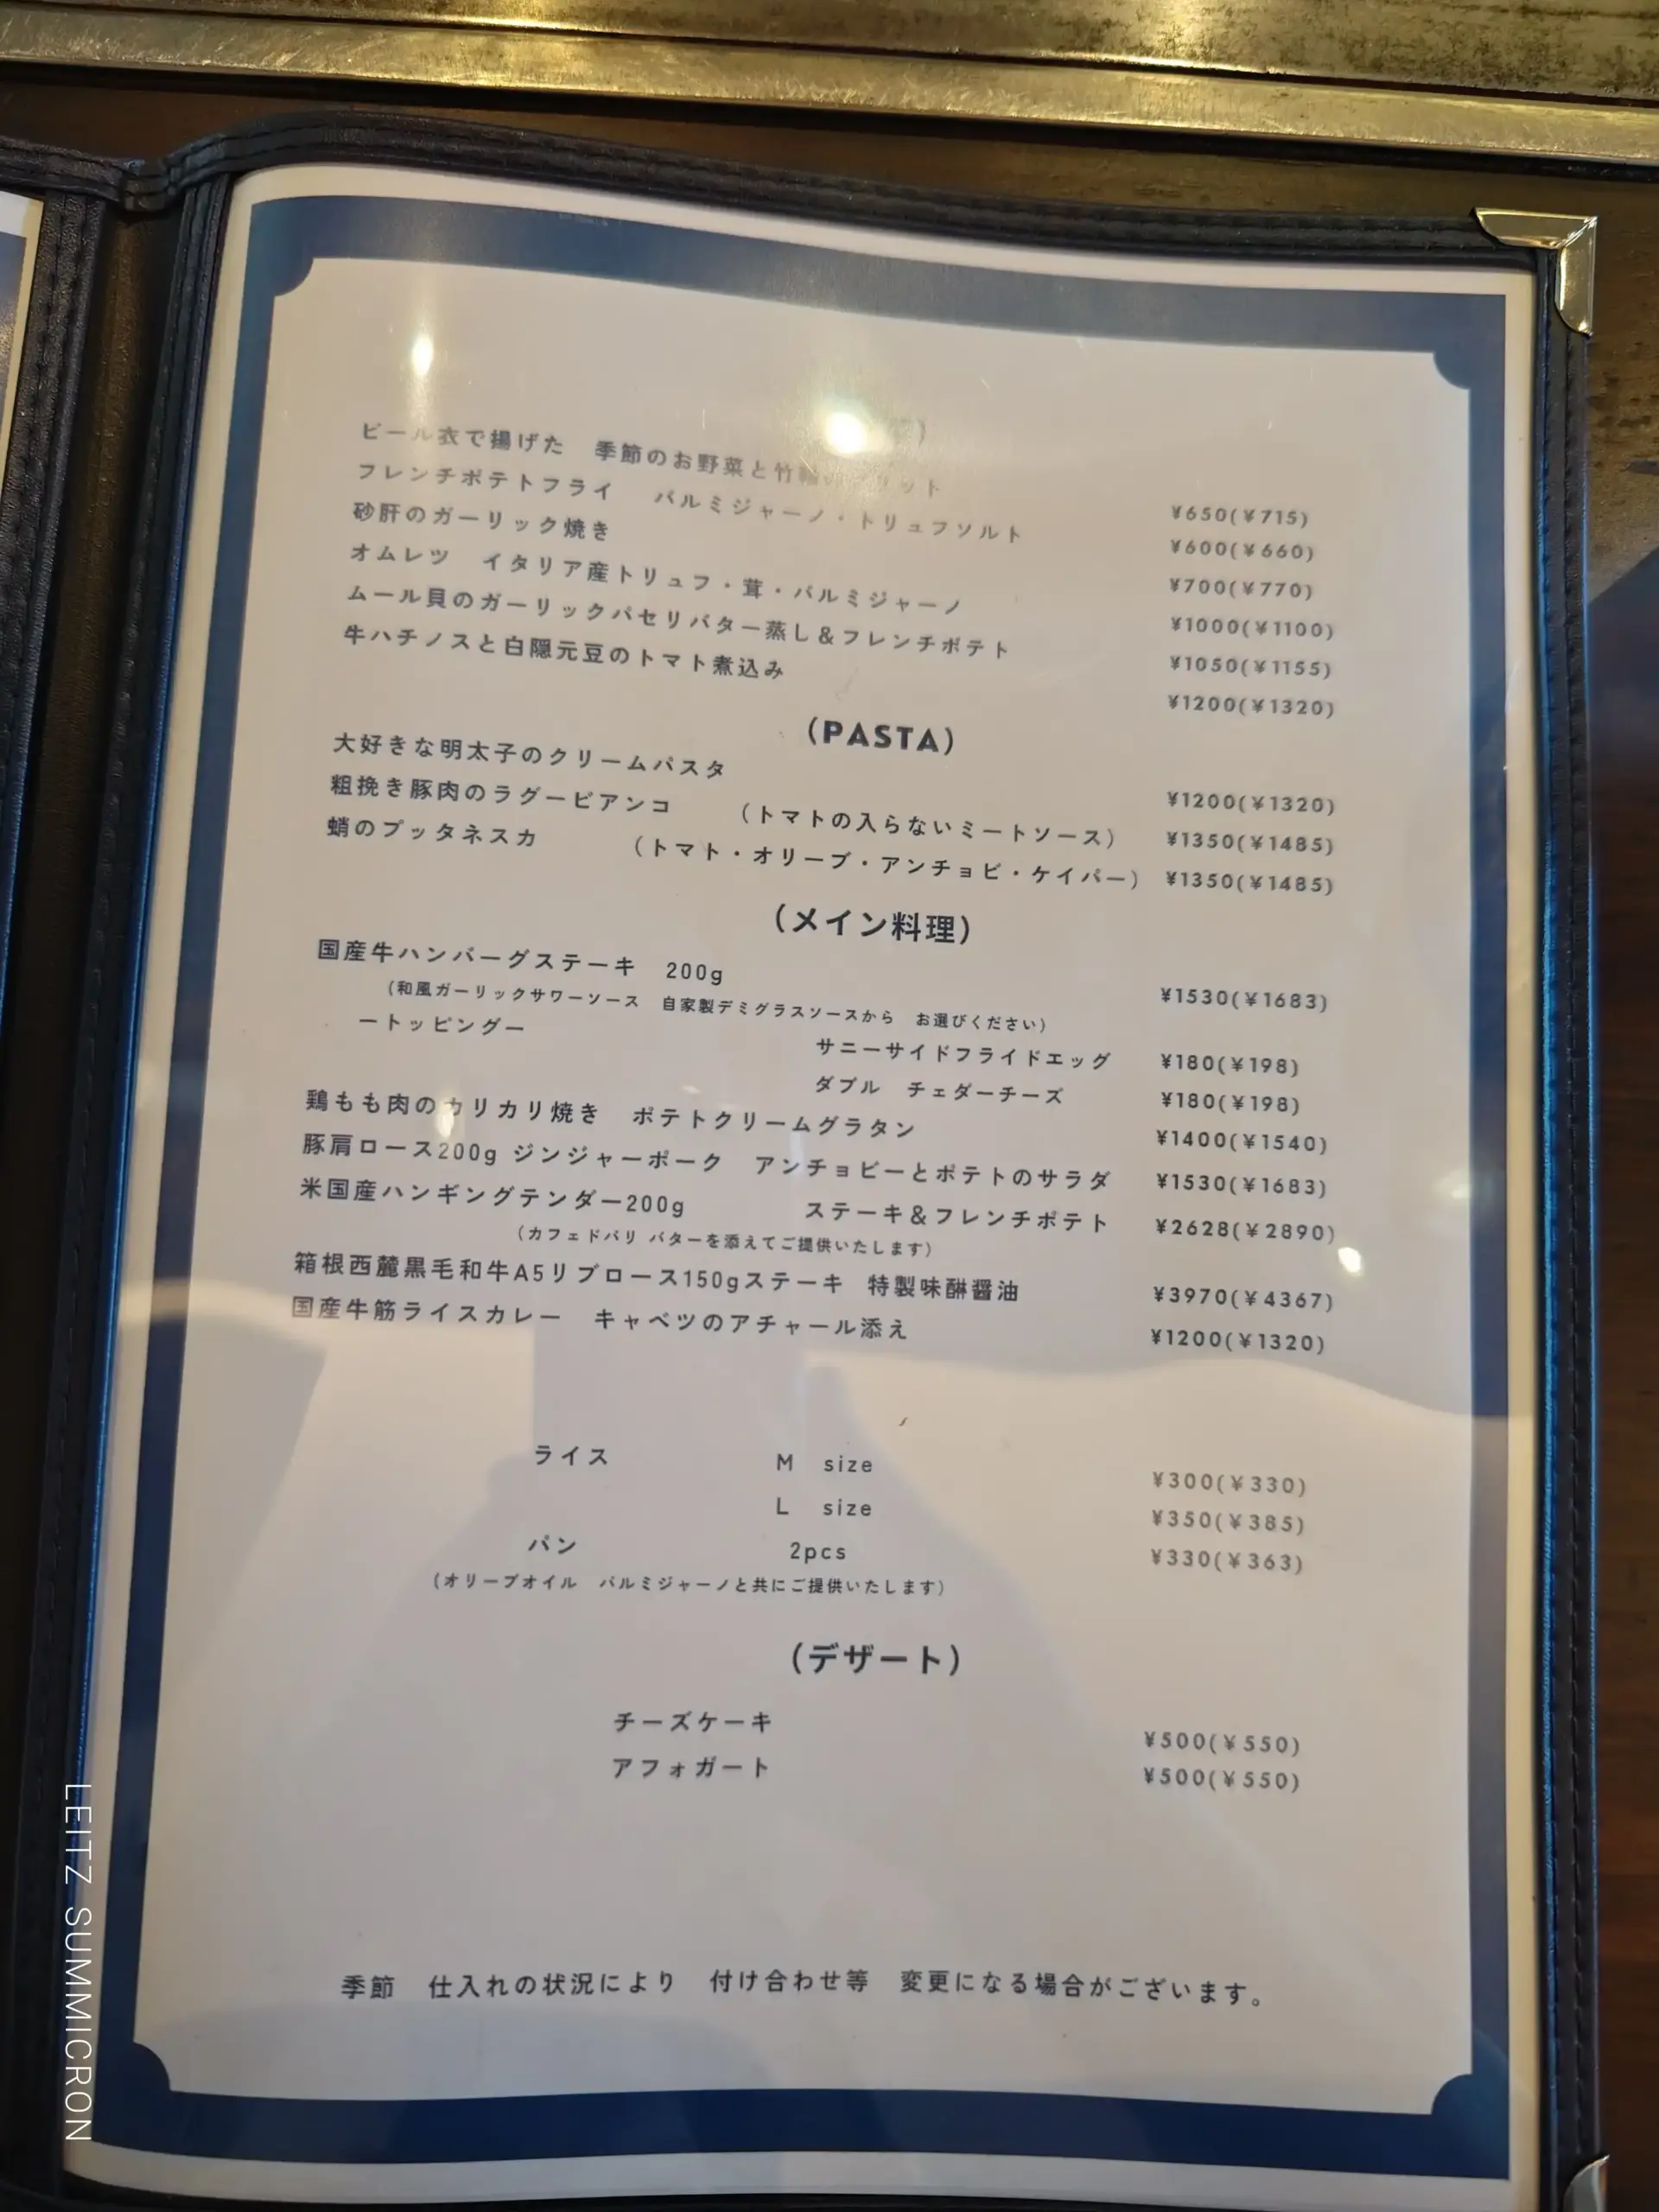 ビール衣で揚げた 季節のお野菜と竹輪 リット ¥650(¥715)
フレンチポテトフライ パルミジャーノ・トリュフソルト ¥600(¥660)
砂肝のガーリック焼き ¥700(¥770)
オムレツ イタリア産トリュフ・茸・パルミジャーノ ¥1000(¥1100)
ムール貝のガーリックパセリバター蒸し&フレンチポテト ¥1050(¥1155)
牛ハチノスと白隠元豆のトマト煮込み ¥1200(¥1320)
(PASTA)
大好きな明太子のクリームパスタ ¥1200(¥1320)
粗挽き豚肉のラグービアンコ (トマトの入らないミートソース) ¥1350(¥1485)
蛸のプッタネスカ (トマト・オリーブ・アンチョビ・ケイパー) ¥1350(¥1485)
(メイン料理)
国産牛ハンバーグステーキ 200g ¥1530(¥1683)
(和風ガーリックサワーソース 自家製デミグラスソースから お選びください)
ートッピングー
サニーサイドフライドエッグ ¥180(¥198)
ダブル チェダーチーズ ¥180(¥198)
鶏もも肉のカリカリ焼き ポテトクリームグラタン ¥1400(¥1540)
豚肩ロース200g ジンジャーポーク アンチョビーとポテトのサラダ ¥1530(¥1683)
米国産ハンギングテンダー200g ステーキ&フレンチポテト ¥2628(¥2890)
(カフェドパリ バターを添えてご提供いたします)
箱根西麓黒毛和牛A5リブロース150gステーキ 特製味醂醤油 ¥3970(¥4367)
国産牛筋ライスカレー キャベツのアチャール添え ¥1200(¥1320)
ライス M size ¥300(¥330)
L size ¥350(¥385)
パン 2pcs ¥330(¥363)
(オリーブオイル パルミジャーノと共にご提供いたします)
(デザート)
チーズケーキ ¥500(¥550)
アフォガート ¥500(¥550)
季節 仕入れの状況により 付け合わせ等 変更になる場合がございます。
LEITZ SUMMICRON